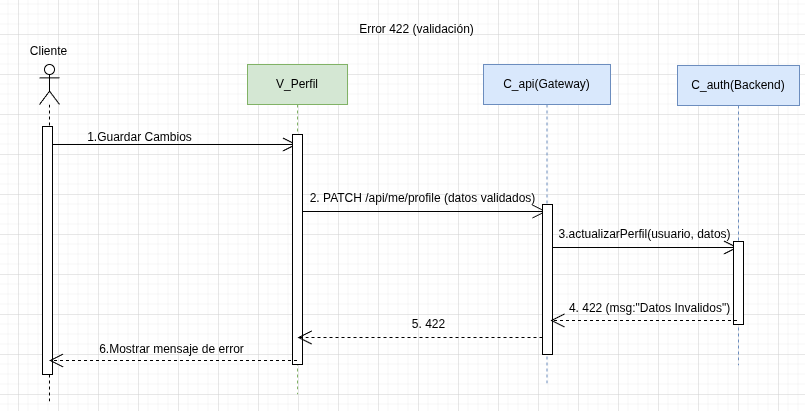 Error 422 (validación)
Cliente
V_Perfil
C_api(Gateway)
C_auth(Backend)
1.Guardar Cambios
2. PATCH /api/me/profile (datos validados)
3.actualizarPerfil(usuario, datos)
4. 422 (msg:"Datos Invalidos")
5. 422
6.Mostrar mensaje de error